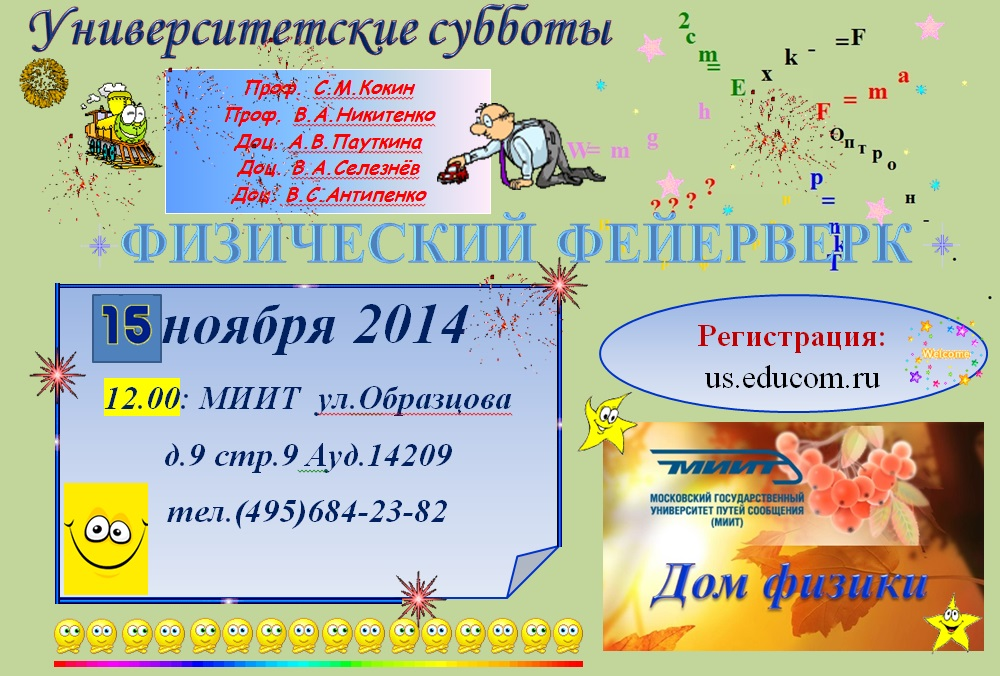 Университетские субботы
Проф. С.М.Кокин
Проф. В.А.Никитенко
Доц. А.В.Пауткина
Доц. В.А.Селезнёв
Доц. В.С.Антипенко
E = m c 2
F = - k x
F = m a
W = m g h
О п т р о н -
p = n k T
? ? ? ?
ФИЗИЧЕСКИЙ ФЕЙЕРВЕРК
15 ноября 2014
12.00: МИИТ ул.Образцова
д.9 стр.9 Ауд.14209
тел.(495)684-23-82
Регистрация:
us.educom.ru
Welcome
МИИТ
МОСКОВСКИЙ ГОСУДАРСТВЕННЫЙ
УНИВЕРСИТЕТ ПУТЕЙ СООБЩЕНИЯ
(МИИТ)
Дом физики